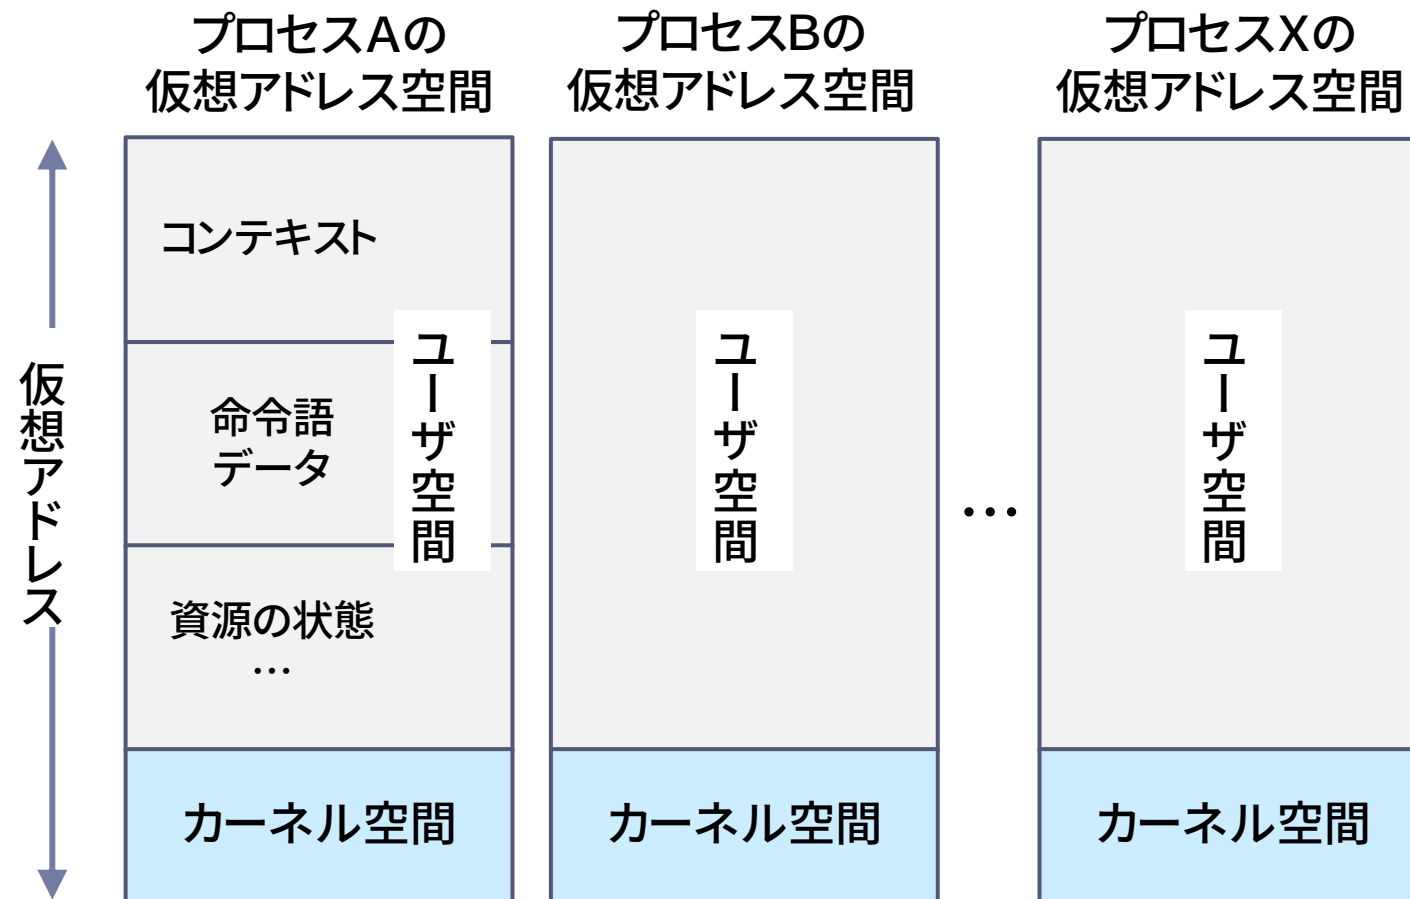 プロセスAの
仮想アドレス空間
プロセスBの
仮想アドレス空間
プロセスXの
仮想アドレス空間
仮想アドレス
コンテキスト
命令語
データ
資源の状態
…
ユーザ空間
カーネル空間
ユーザ空間
カーネル空間
…
ユーザ空間
カーネル空間